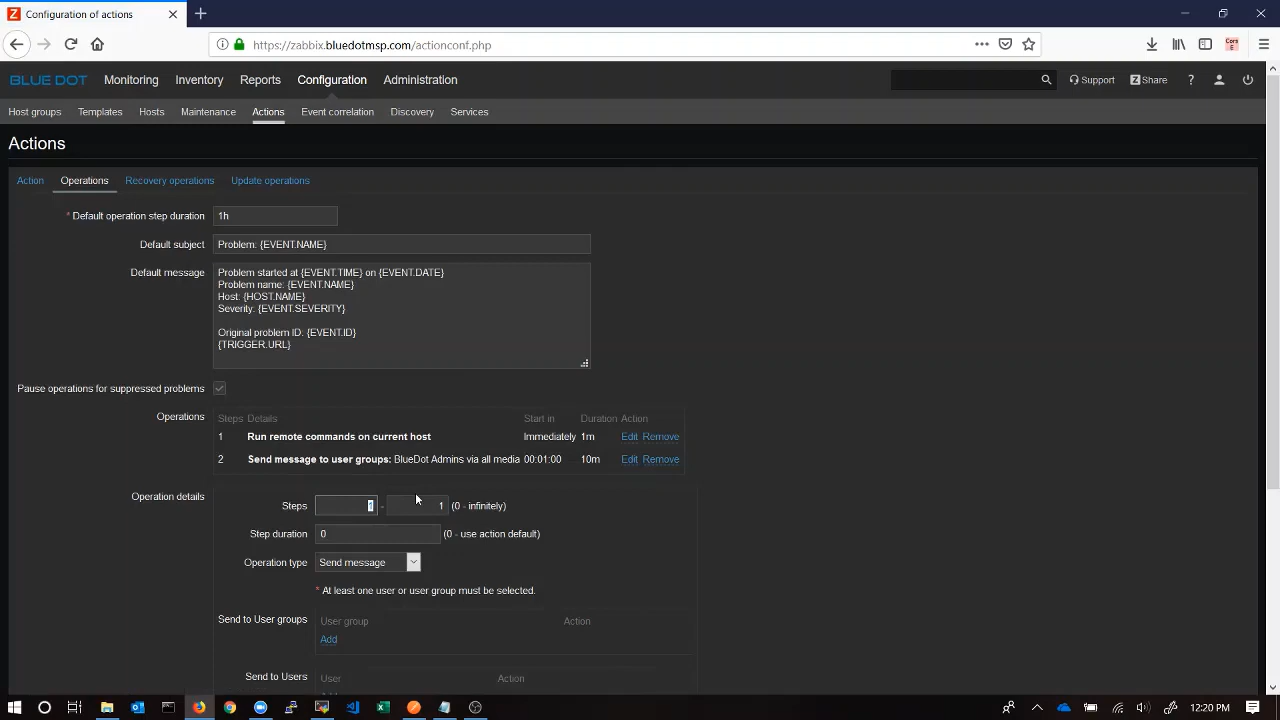 Configuration of actions
https://zabbix.bluedotmsp.com/actionconf.php
BLUE DOT Monitoring Inventory Reports Configuration Administration Support Share ?
Host groups Templates Hosts Maintenance Actions Event correlation Discovery Services
Actions
Action Operations Recovery operations Update operations
* Default operation step duration 1h
Default subject Problem: {EVENT.NAME}
Default message Problem started at {EVENT.TIME} on {EVENT.DATE}
Problem name: {EVENT.NAME}
Host: {HOST.NAME}
Severity: {EVENT.SEVERITY}
Original problem ID: {EVENT.ID}
{TRIGGER.URL}
Pause operations for suppressed problems
Operations Steps Details Start in Duration Action
1 Run remote commands on current host Immediately 1m Edit Remove
2 Send message to user groups: BlueDot Admins via all media 00:01:00 10m Edit Remove
Operation details
Steps - 1 (0 - infinitely)
Step duration 0 (0 - use action default)
Operation type Send message
* At least one user or user group must be selected.
Send to User groups User group Action
Add
Send to Users User Action
12:20 PM